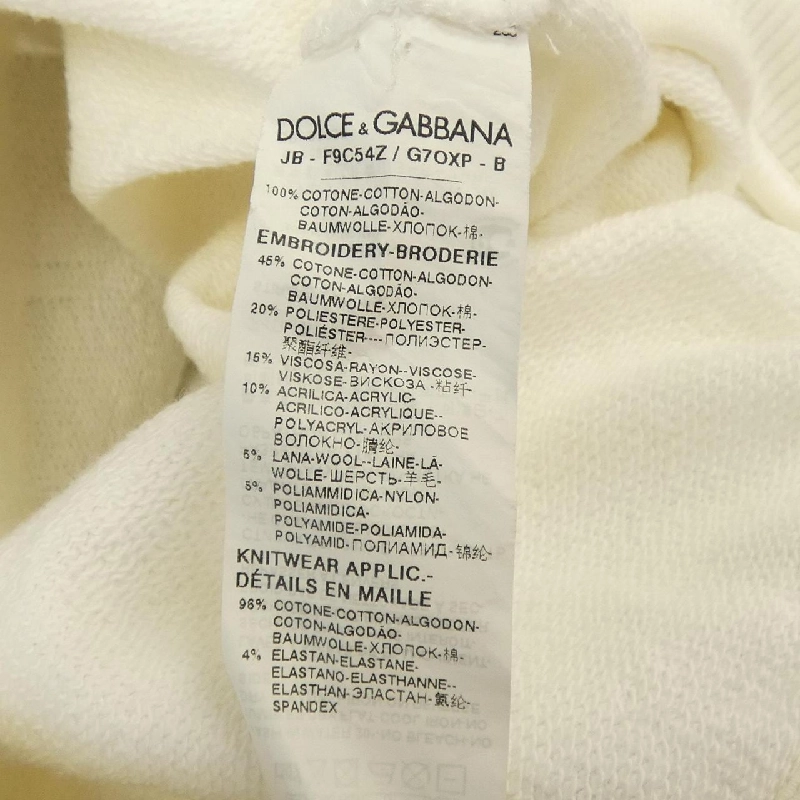 DOLCE & GABBANA
JB - F9C54Z / G7OXP - B
100% COTONE-COTTON-ALGODON-
COTON-ALGODÃO-
BAUMWOLLE-ХЛОПОК-棉-
EMBROIDERY-BRODERIE
45% COTONE-COTTON-ALGODON-
COTON-ALGODÃO-
BAUMWOLLE-ХЛОПОК-棉-
20% POLIESTERE-POLYESTER-
POLIÉSTER----ПОЛИЭСТЕР-
聚酯纤维-
15% VISCOSA-RAYON--VISCOSE-
VISKOSE-ВИСКОЗА -粘纤-
10% ACRILICA-ACRYLIC-
ACRILICO-ACRYLIQUE--
POLYACRYL-АКРИЛОВОЕ
ВОЛОКНО-腈纶-
5% LANA-WOOL--LAINE-LÃ-
WOLLE-ШЕРСТЬ-羊毛-
5% POLIAMMIDICA-NYLON-
POLIAMIDICA-
POLYAMIDE-POLIAMIDA-
POLYAMID-ПОЛИАМИД-锦纶-
KNITWEAR APPLIC.-
DÉTAILS EN MAILLE
96% COTONE-COTTON-ALGODON-
COTON-ALGODÃO-
BAUMWOLLE-ХЛОПОК-棉-
4% ELASTAN-ELASTANE-
ELASTANO-ELASTHANNE--
ELASTHAN-ЭЛАСТАН-氨纶-
SPANDEX